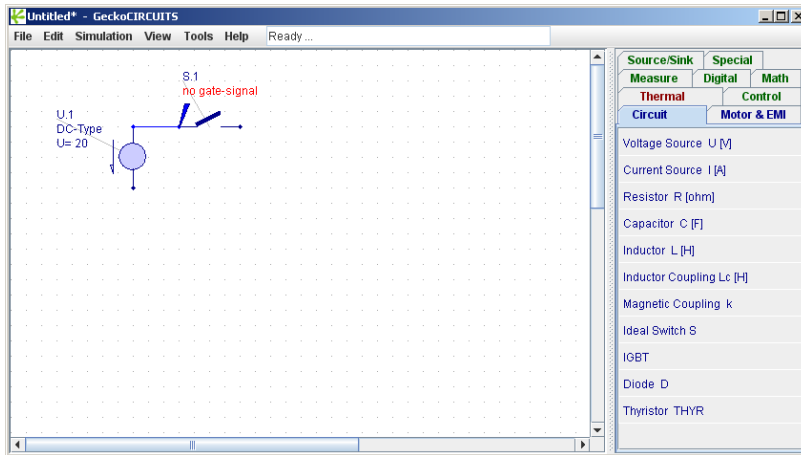 Untitled* - GeckoCIRCUITS
File Edit Simulation View Tools Help Ready ...
S.1
no gate-signal
U.1
DC-Type
U= 20
Source/Sink Special
Measure Digital Math
Thermal Control
Circuit Motor & EMI
Voltage Source U [V]
Current Source I [A]
Resistor R [ohm]
Capacitor C [F]
Inductor L [H]
Inductor Coupling Lc [H]
Magnetic Coupling k
Ideal Switch S
IGBT
Diode D
Thyristor THYR